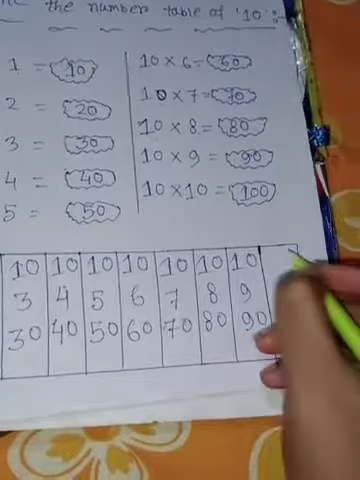 the number table of '10' :-
1 = 10
2 = 20
3 = 30
4 = 40
5 = 50
10 × 6 = 60
10 × 7 = 70
10 × 8 = 80
10 × 9 = 90
10 × 10 = 100
10 10 10 10 10 10 10
3 4 5 6 7 8 9
30 40 50 60 70 80 90